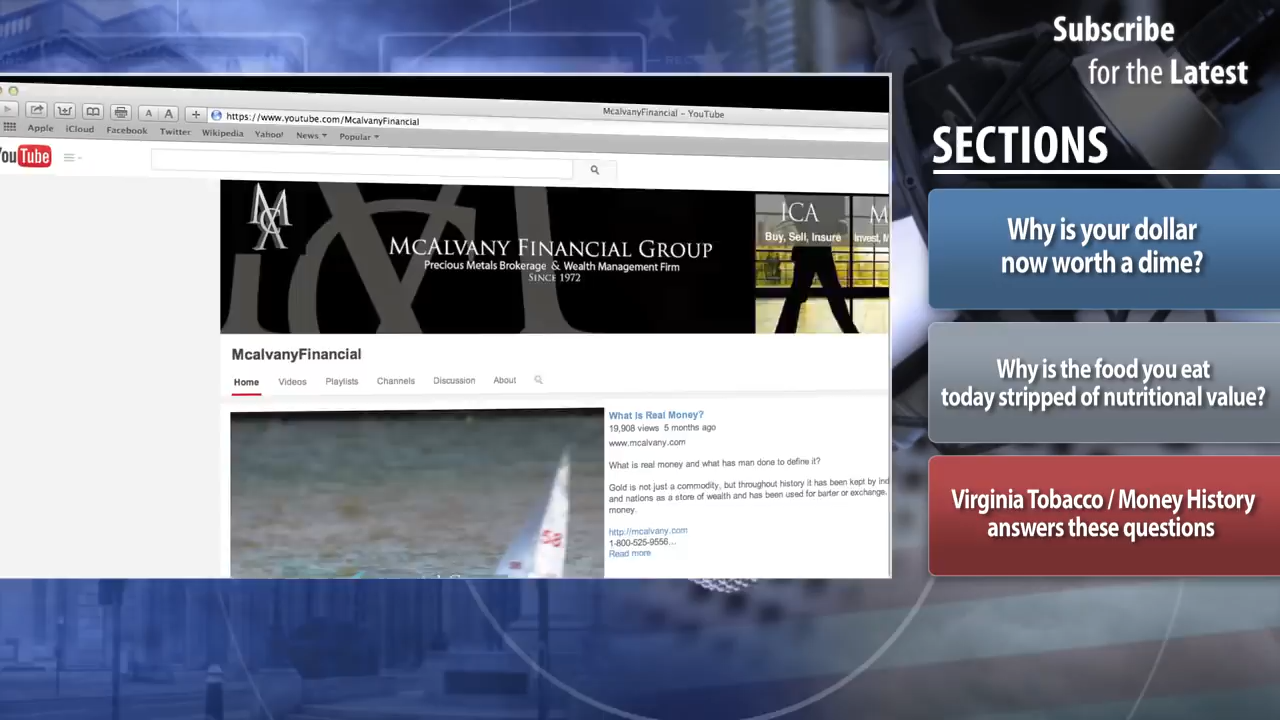 Subscribe
for the Latest
SECTIONS
Why is your dollar
now worth a dime?
Why is the food you eat
today stripped of nutritional value?
Virginia Tobacco / Money History
answers these questions
McalvanyFinancial – YouTube
A A + https://www.youtube.com/McalvanyFinancial
Apple iCloud Facebook Twitter Wikipedia Yahoo! News Popular
YouTube
MCA
McAlvany Financial Group
Precious Metals Brokerage & Wealth Management Firm
Since 1972
ICA
Buy, Sell, Insure
M
Invest, M
McalvanyFinancial
Home Videos Playlists Channels Discussion About
What Is Real Money?
19,908 views 5 months ago
www.mcalvany.com
What is real money and what has man done to define it?
Gold is not just a commodity, but throughout history it has been kept by ind
and nations as a store of wealth and has been used for barter or exchange,
money.
http://mcalvany.com
1-800-525-9556...
Read more
58